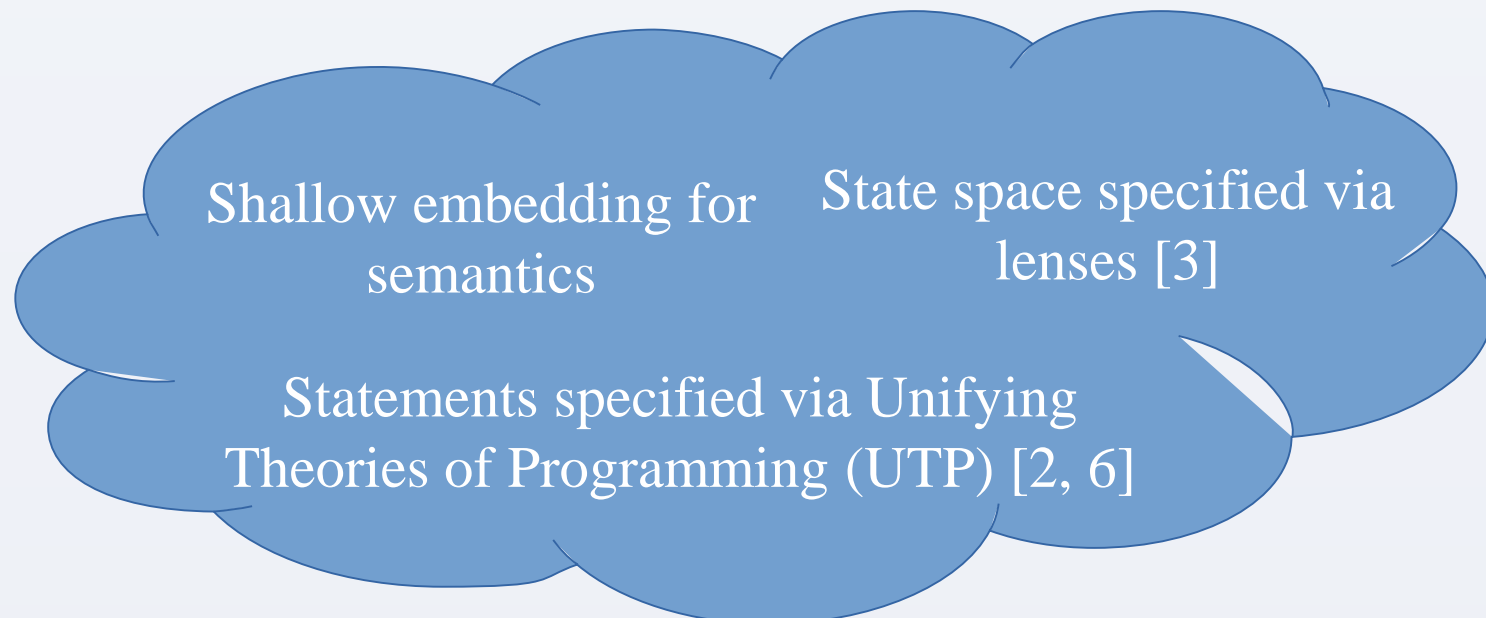 Shallow embedding for
semantics
State space specified via
lenses [3]
Statements specified via Unifying
Theories of Programming (UTP) [2, 6]